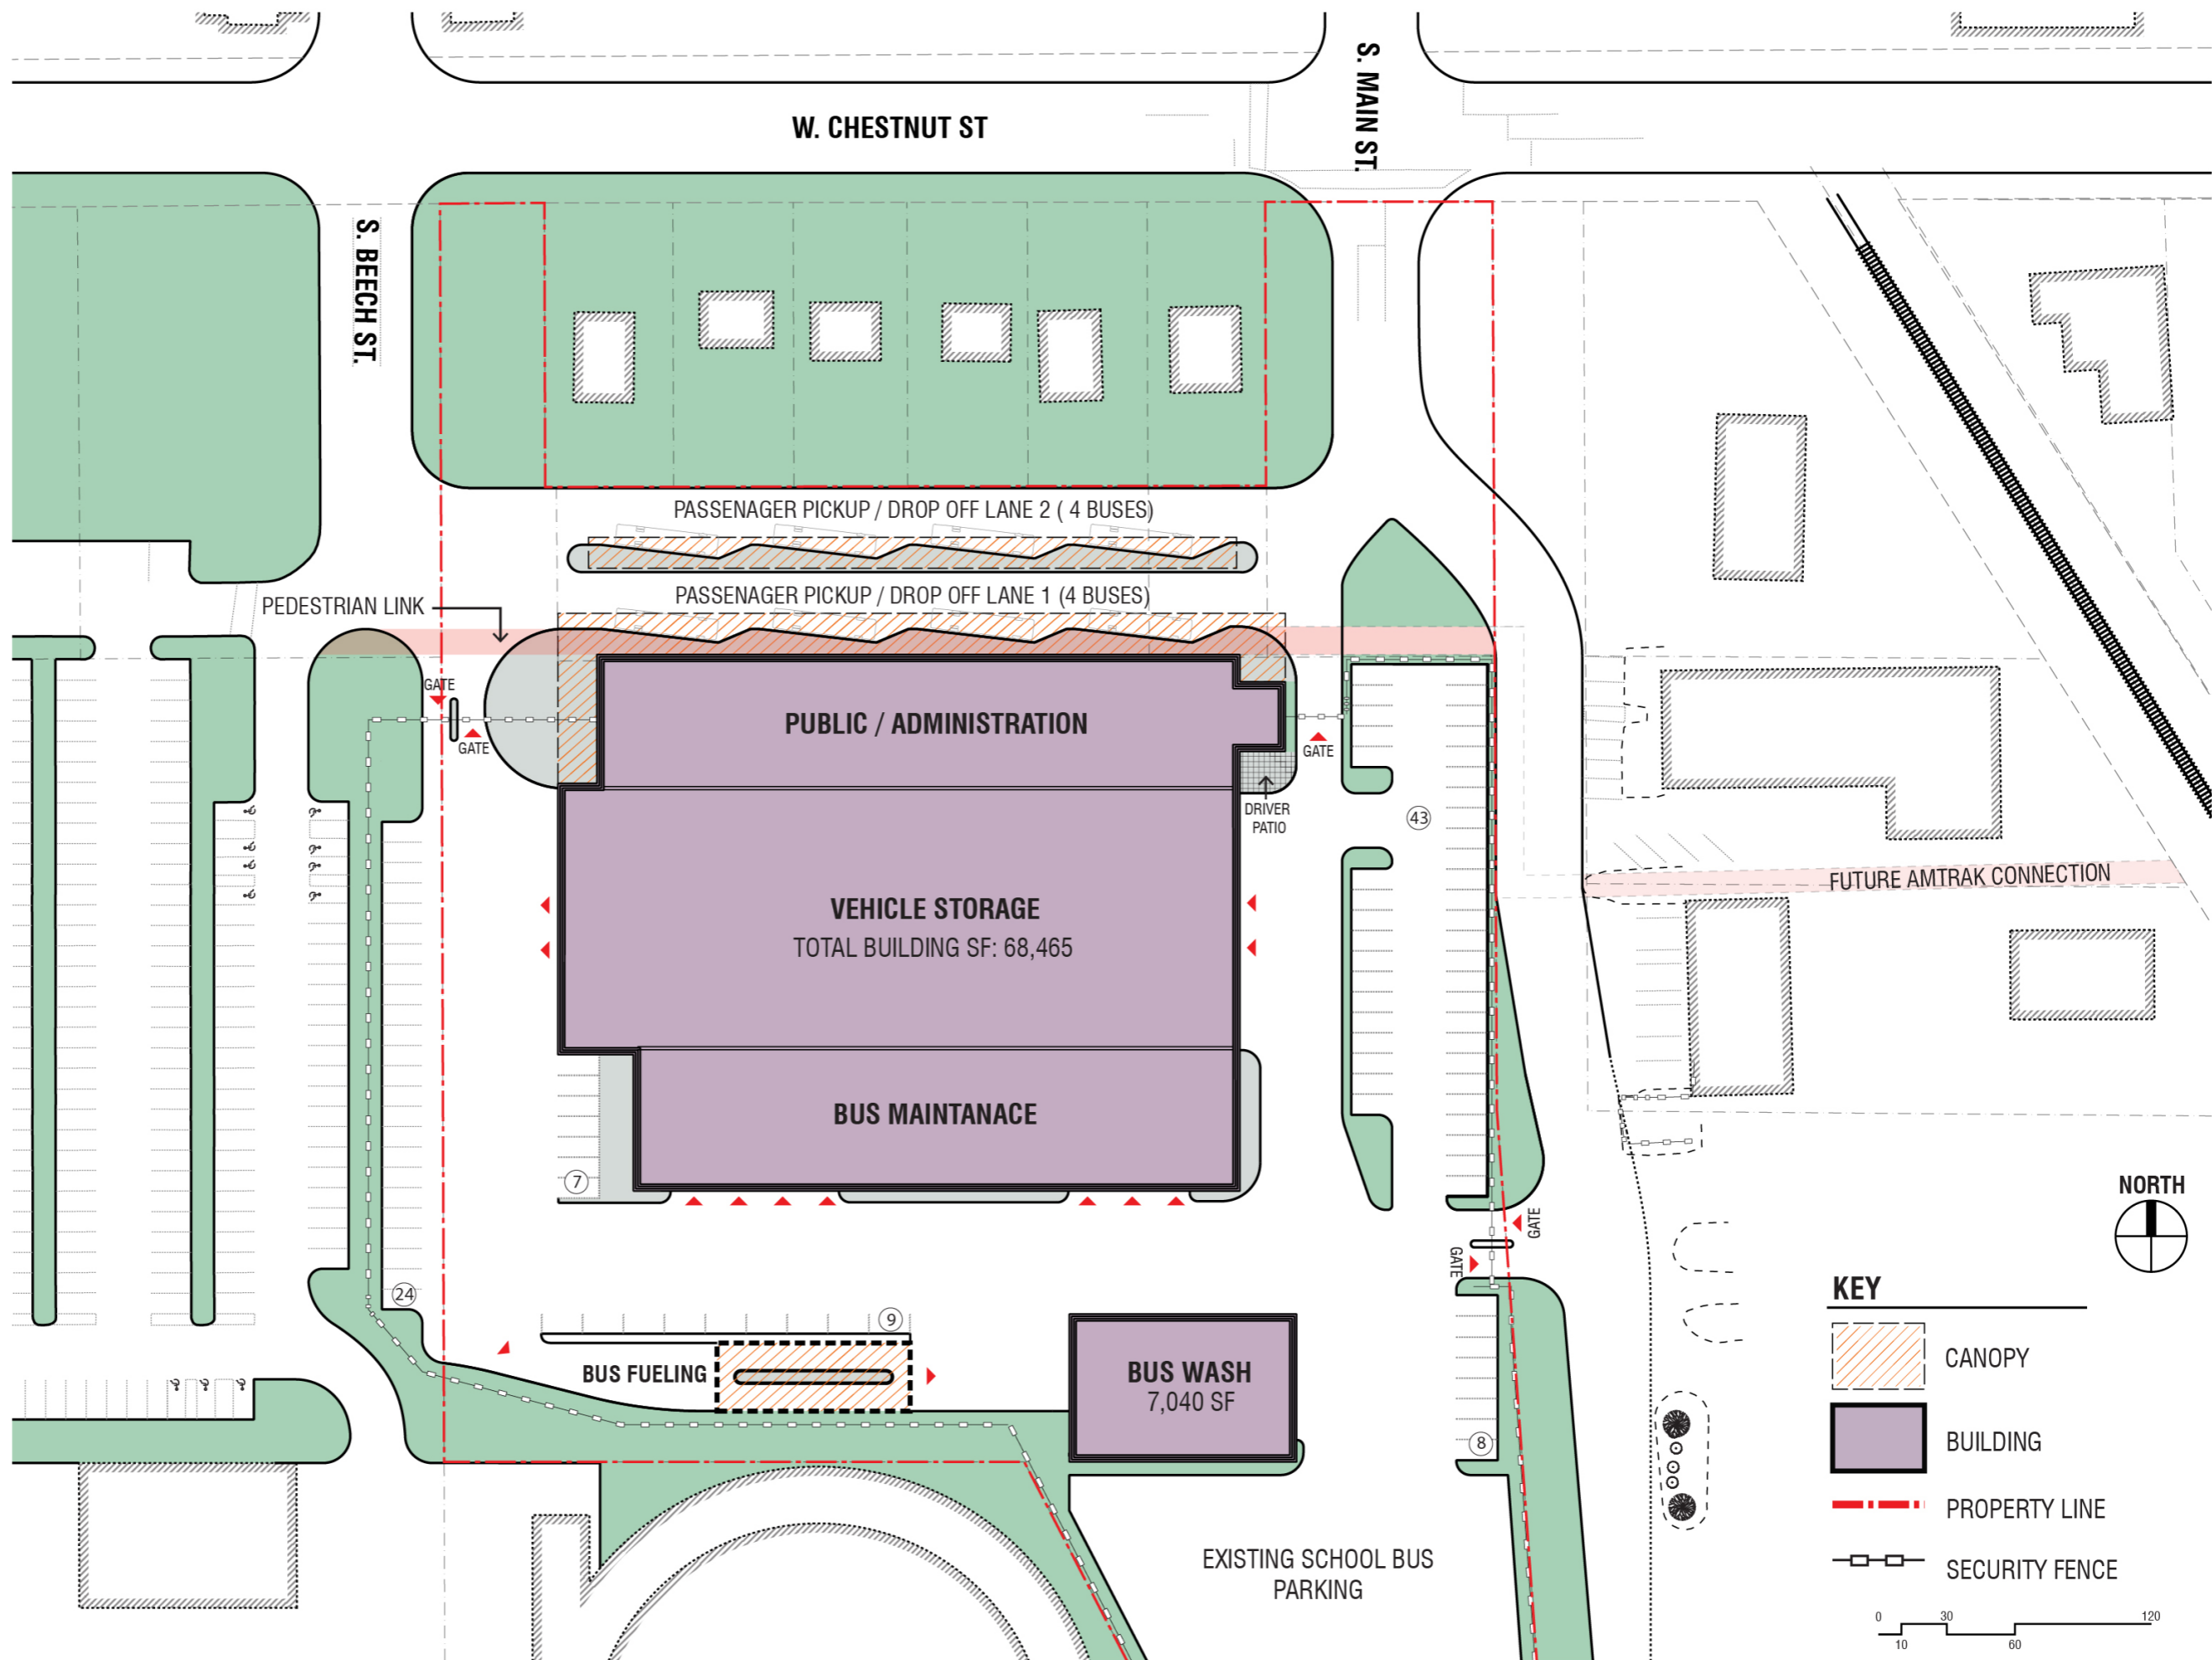 S. MAIN ST.
W. CHESTNUT ST
S. BEECH ST.
PASSENAGER PICKUP / DROP OFF LANE 2 ( 4 BUSES)
PASSENAGER PICKUP / DROP OFF LANE 1 (4 BUSES)
PEDESTRIAN LINK
GATE
GATE
PUBLIC / ADMINISTRATION
GATE
DRIVER
PATIO
43
FUTURE AMTRAK CONNECTION
VEHICLE STORAGE
TOTAL BUILDING SF: 68,465
BUS MAINTANACE
7
GATE
GATE
NORTH
24
9
BUS FUELING
BUS WASH
7,040 SF
8
EXISTING SCHOOL BUS
PARKING
KEY
CANOPY
BUILDING
PROPERTY LINE
SECURITY FENCE
0 30 120
10 60